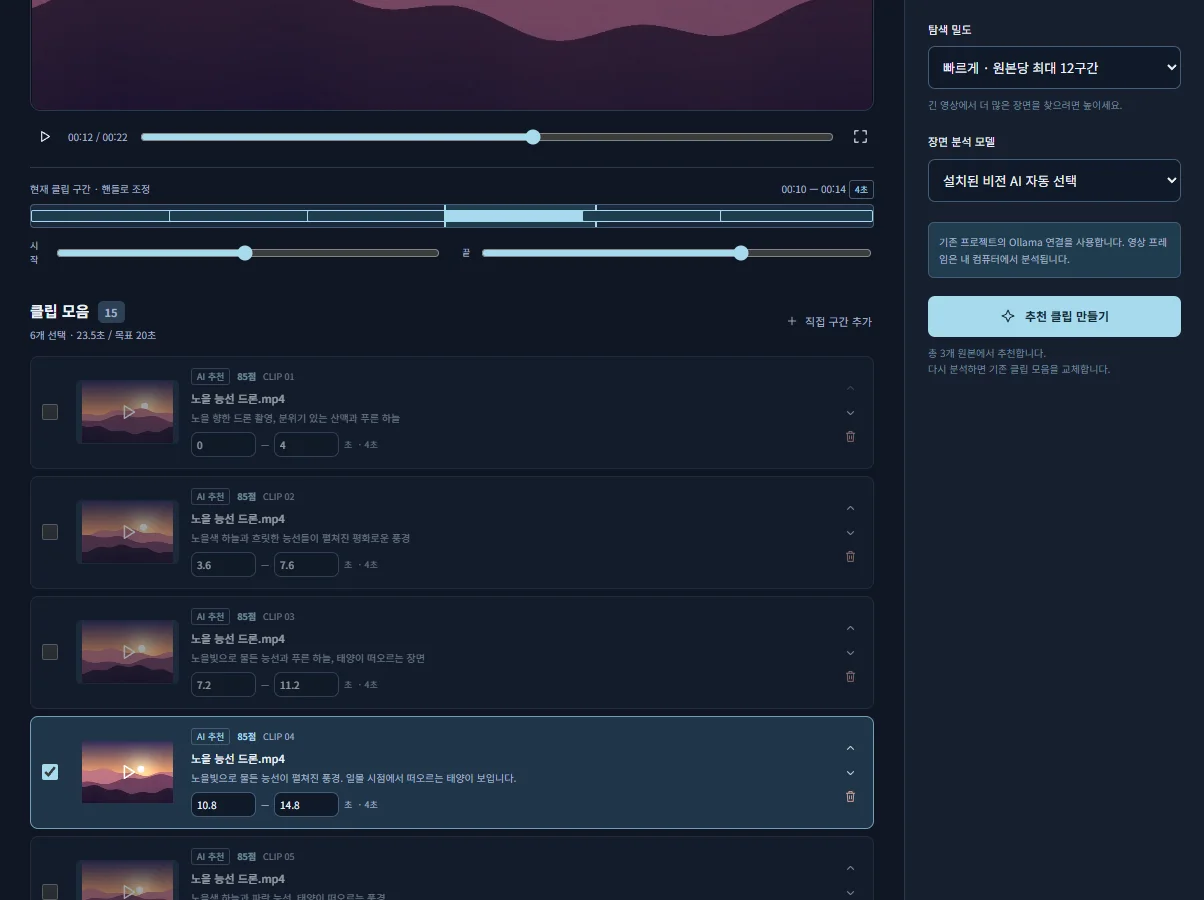 탐색 밀도
빠르게 · 원본당 최대 12구간
긴 영상에서 더 많은 장면을 찾으려면 높이세요.
장면 분석 모델
설치된 비전 AI 자동 선택
기존 프로젝트의 Ollama 연결을 사용합니다. 영상 프레
임은 내 컴퓨터에서 분석됩니다.
추천 클립 만들기
총 3개 원본에서 추천합니다.
다시 분석하면 기존 클립 모음을 교체합니다.
00:12 / 00:22
현재 클립 구간 · 핸들로 조정
00:10 — 00:14 4초
시
작
끝
클립 모음 15
6개 선택 · 23.5초 / 목표 20초
+ 직접 구간 추가
AI 추천 85점 CLIP 01
노을 능선 드론.mp4
노을 향한 드론 촬영, 분위기 있는 산맥과 푸른 하늘
0 — 4 초 · 4초
AI 추천 85점 CLIP 02
노을 능선 드론.mp4
노을색 하늘과 흐릿한 능선들이 펼쳐진 평화로운 풍경
3.6 — 7.6 초 · 4초
AI 추천 85점 CLIP 03
노을 능선 드론.mp4
노을빛으로 물든 능선과 푸른 하늘, 태양이 떠오르는 장면
7.2 — 11.2 초 · 4초
AI 추천 85점 CLIP 04
노을 능선 드론.mp4
노을빛으로 물든 능선이 펼쳐진 풍경. 일몰 시점에서 떠오르는 태양이 보입니다.
10.8 — 14.8 초 · 4초
AI 추천 85점 CLIP 05
노을 능선 드론.mp4
노을색 하늘과 파란 능선, 태양이 떠오르는 풍경